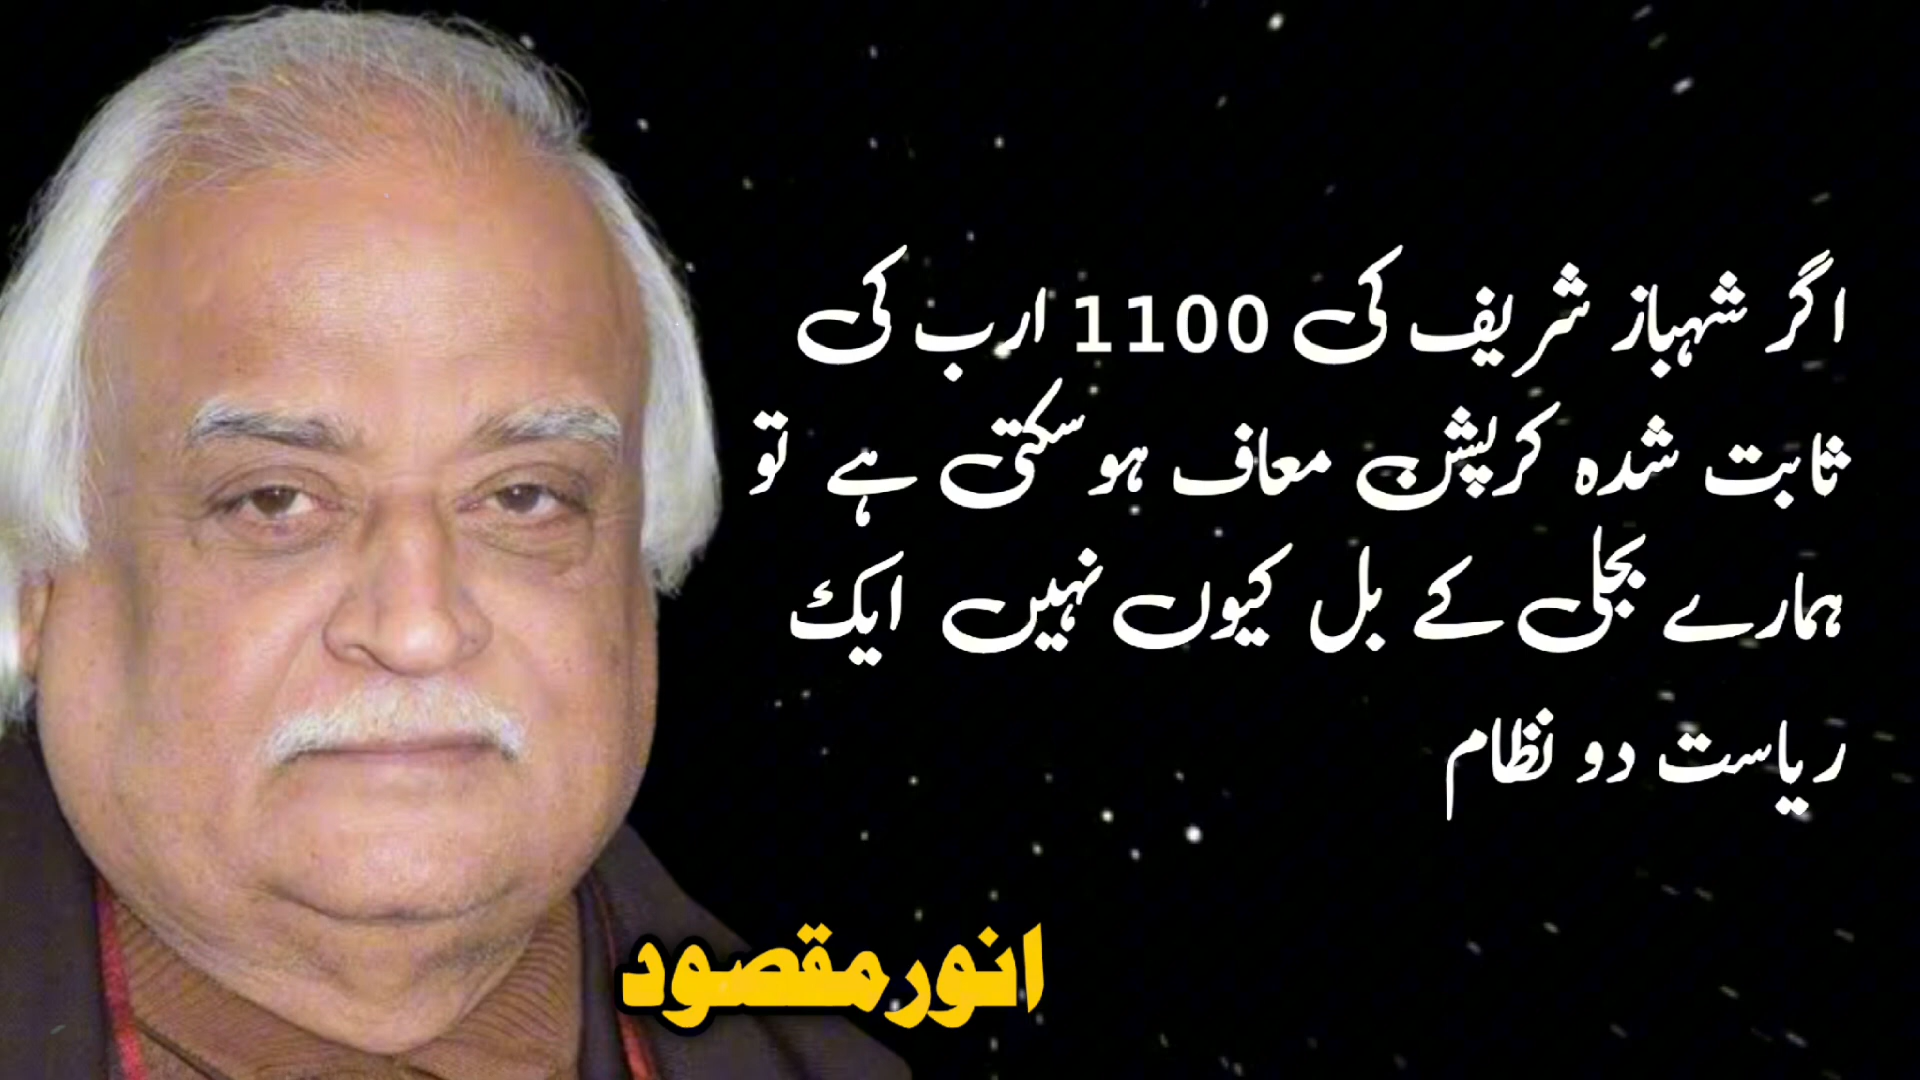 اگر شہباز شریف کی 1100 ارب کی
ثابت شدہ کرپشن معاف ہو سکتی ہے تو
ہمارے بجلی کے بل کیوں نہیں ایک
ریاست دو نظام
انور مقصود